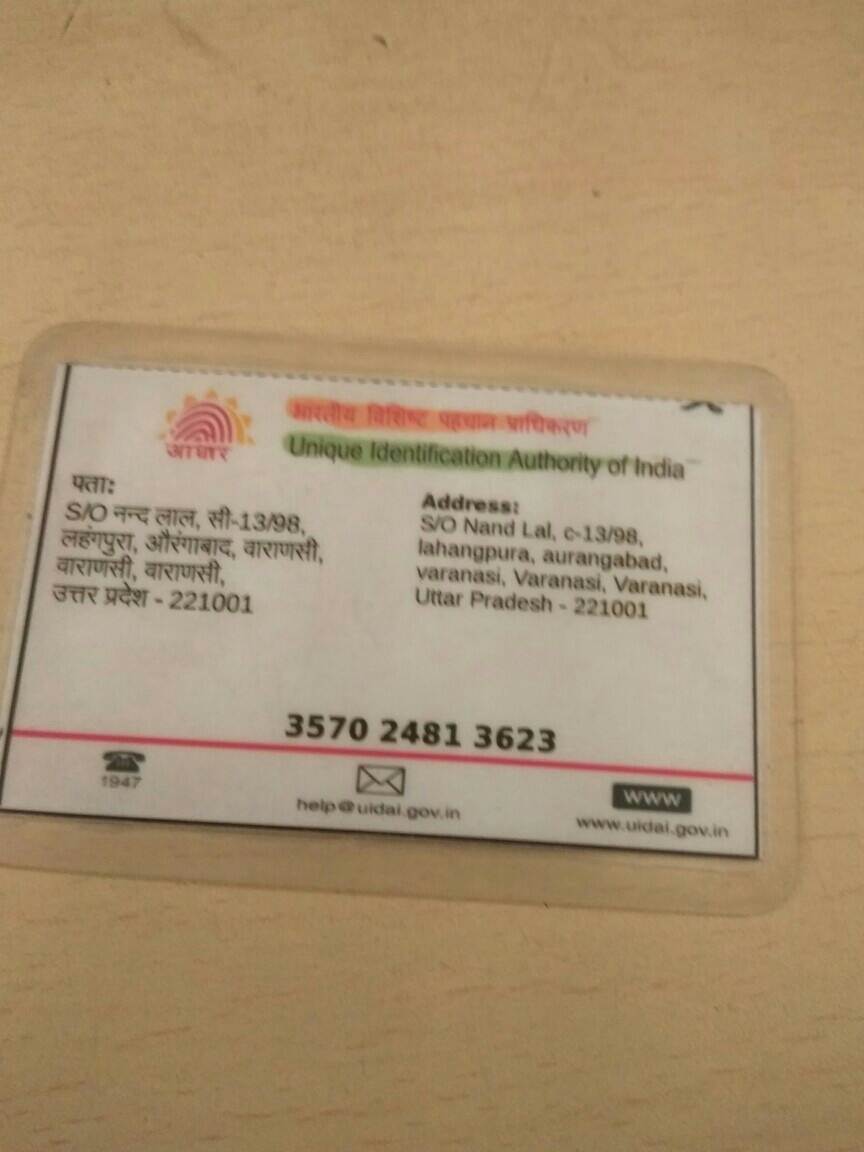 आधार
भारतीय विशिष्ट पहचान प्राधिकरण
Unique Identification Authority of India
पता:
S/O नन्द लाल, सी-13/98,
लहंगपुरा, औरंगाबाद, वाराणसी,
वाराणसी, वाराणसी,
उत्तर प्रदेश - 221001
Address:
S/O Nand Lal, c-13/98,
lahangpura, aurangabad,
varanasi, Varanasi, Varanasi,
Uttar Pradesh - 221001
3570 2481 3623
1947
help@uidai.gov.in
www
www.uidai.gov.in